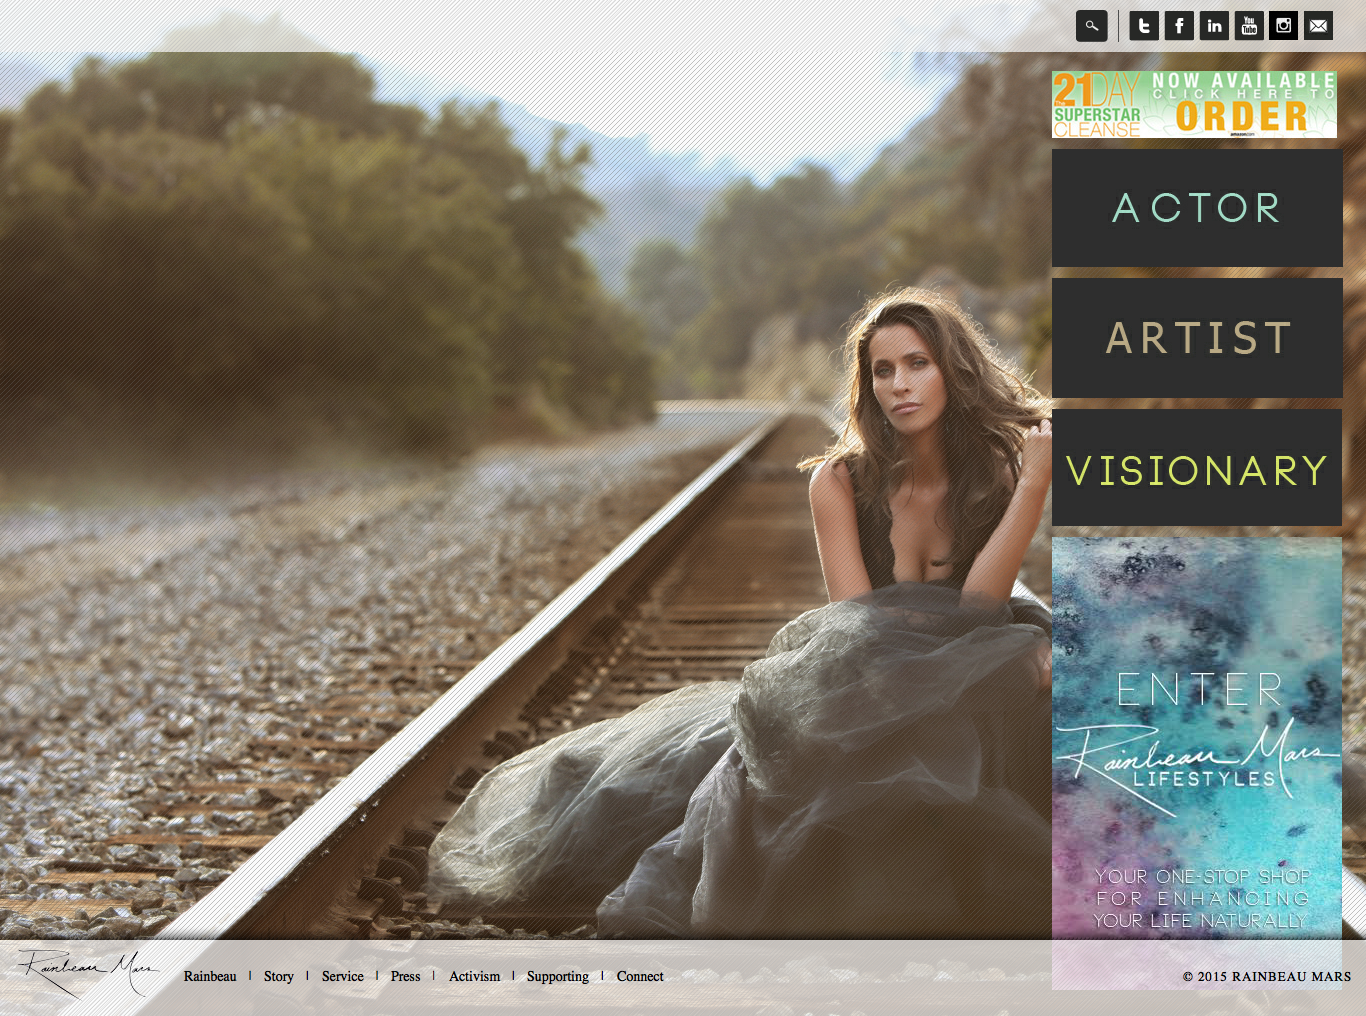 You
Tube
21DAY
SUPERSTAR
CLEANSE
NOW AVAILABLE
CLICK HERE TO
ORDER
amazon.com
ACTOR
ARTIST
VISIONARY
ENTER
Rainbeau Mars
LIFESTYLES
YOUR ONE-STOP SHOP
FOR ENHANCING
YOUR LIFE NATURALLY
Rainbeau Mars
Rainbeau | Story | Service | Press | Activism | Supporting | Connect
© 2015 RAINBEAU MARS